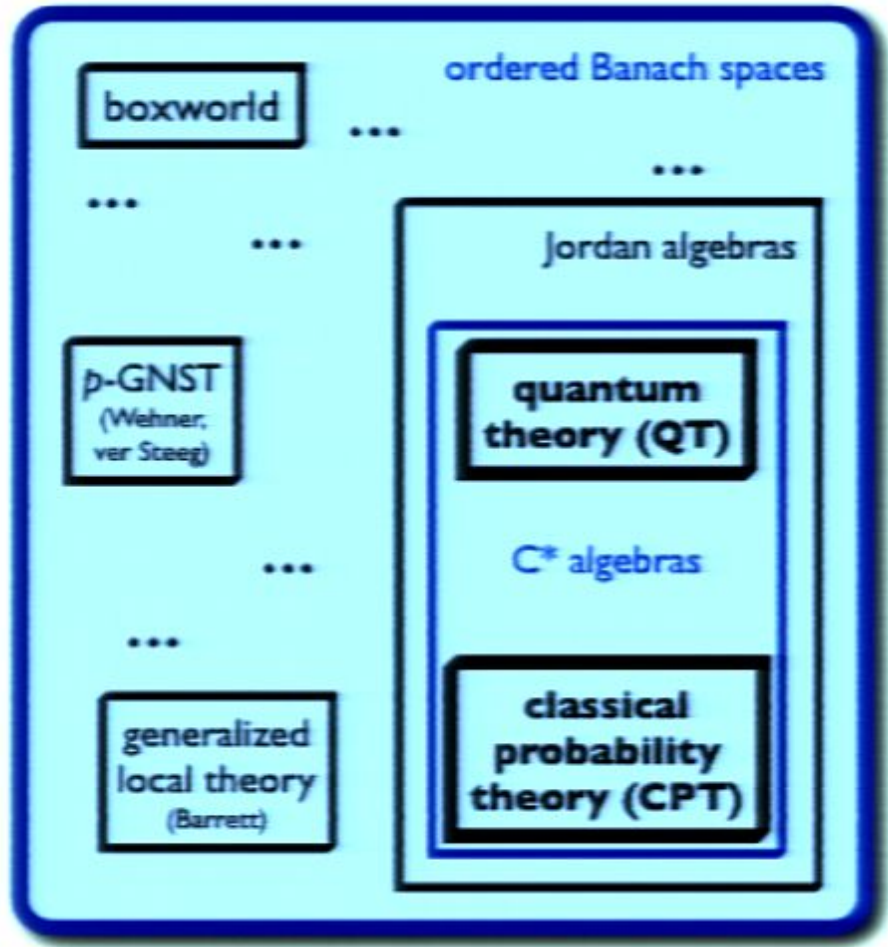 boxworld
ordered Banach spaces
...
...
...
...
Jordan algebras
p-GNST
(Wehner,
ver Steeg)
quantum
theory (QT)
C* algebras
...
...
generalized
local theory
(Barrett)
classical
probability
theory (CPT)